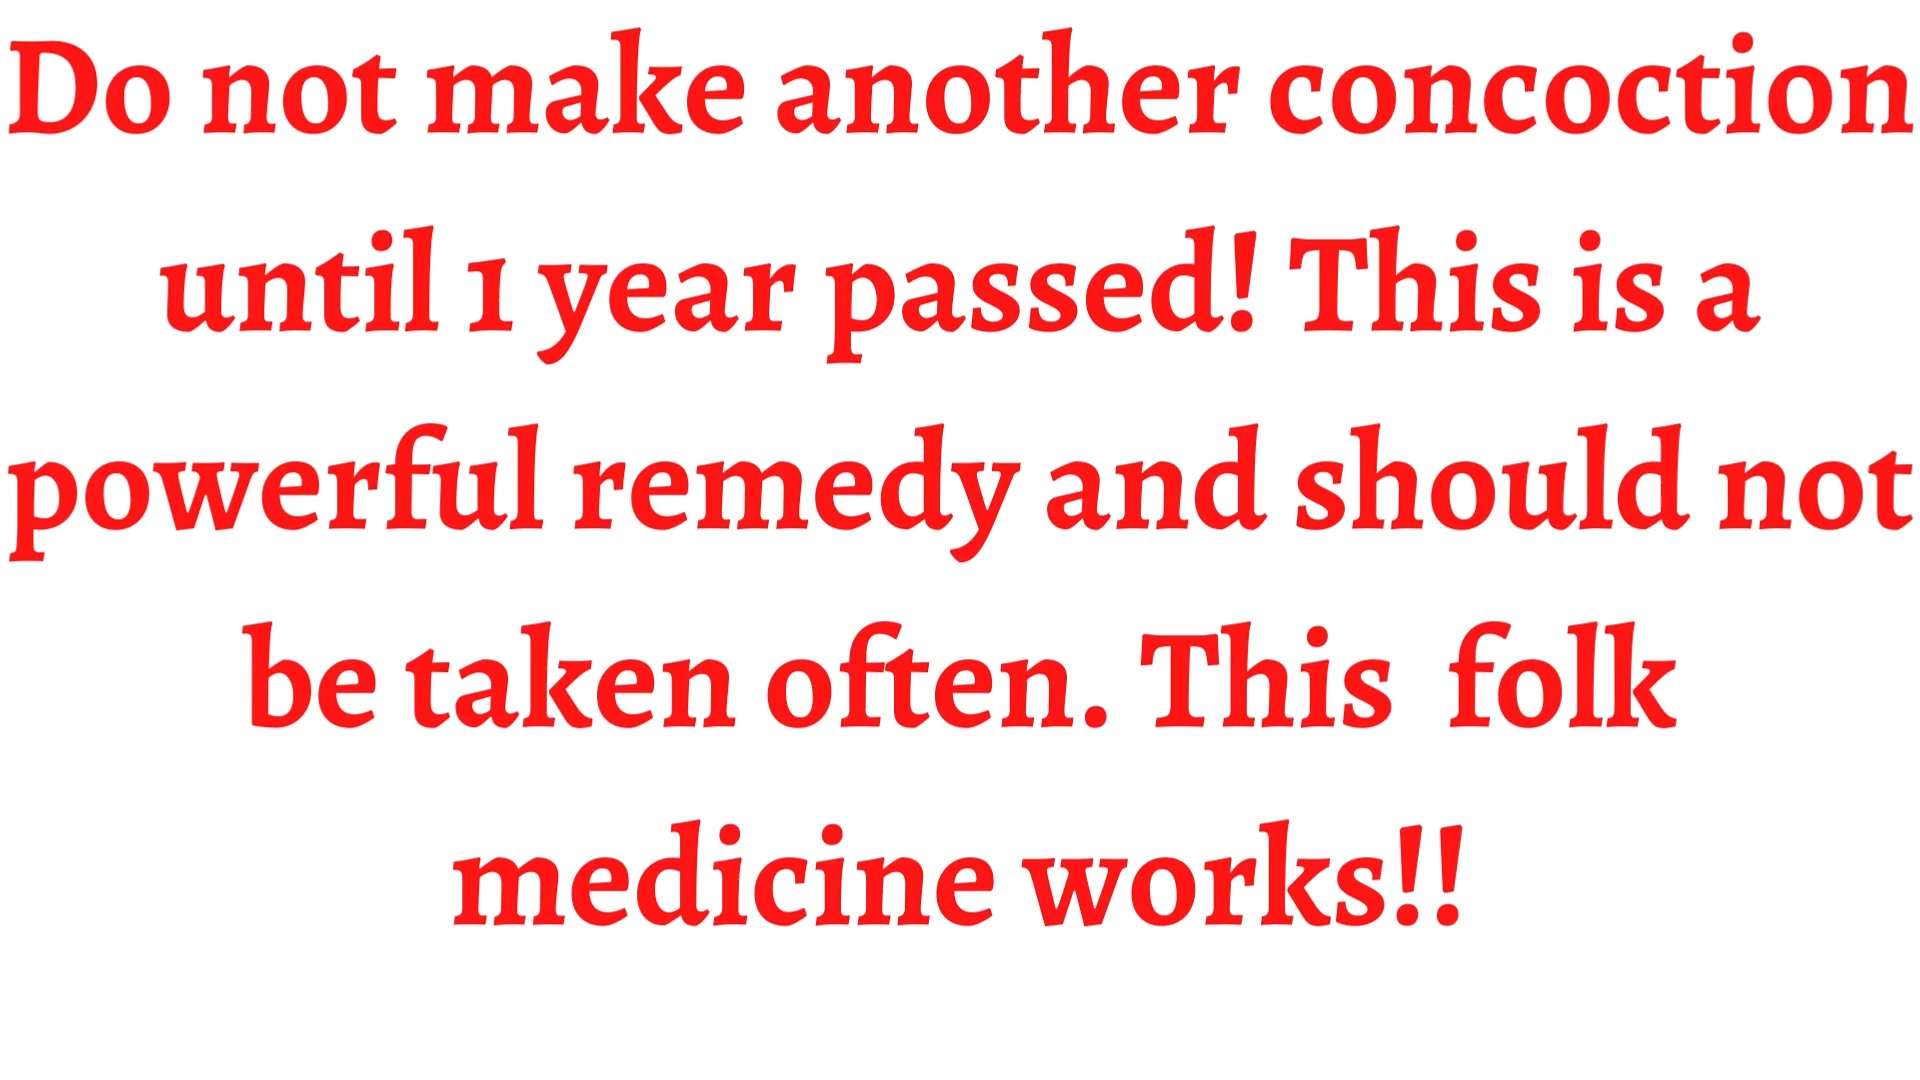 Do not make another concoction
until 1 year passed! This is a
powerful remedy and should not
be taken often. This  folk
medicine works!!